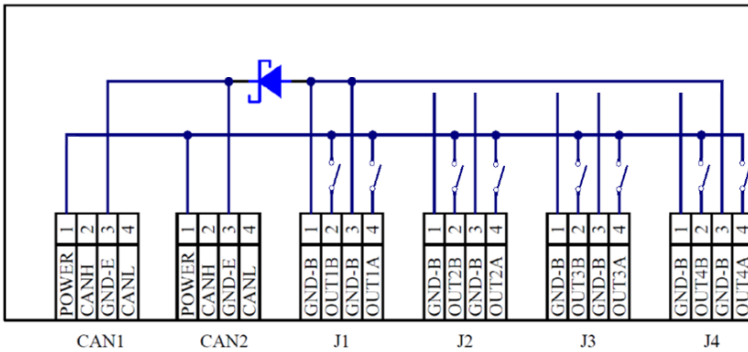 1 2 3 4
POWER CANH GND-E CANL
CAN1
1 2 3 4
POWER CANH GND-E CANL
CAN2
1 2 3 4
GND-B OUT1B GND-B OUT1A
J1
1 2 3 4
GND-B OUT2B GND-B OUT2A
J2
1 2 3 4
GND-B OUT3B GND-B OUT3A
J3
1 2 3 4
GND-B OUT4B GND-B OUT4A
J4